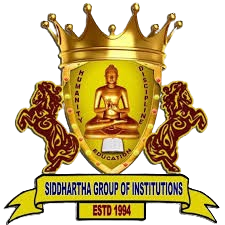 HUMANITY
DISCIPLINE
EDUCATION
SIDDHARTHA GROUP OF INSTITUTIONS
ESTD 1994